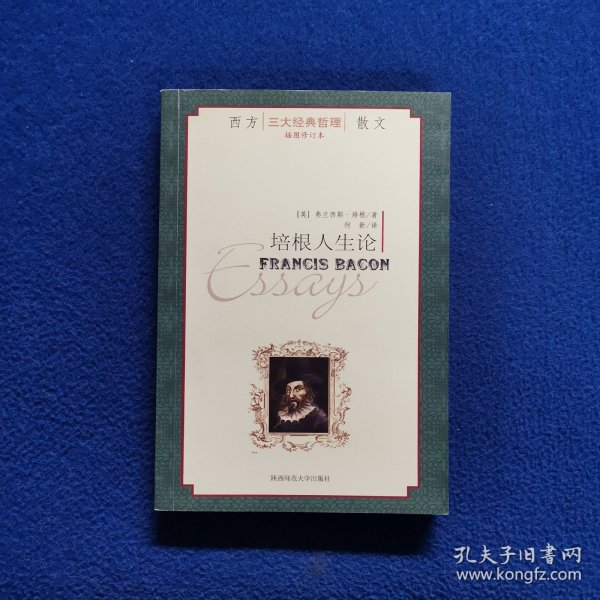 西方 三大经典哲理 散文
插图修订本
[英] 弗兰西斯·培根/著
何新/译
培根人生论
FRANCIS BACON
Essays
陕西师范大学出版社
孔夫子旧书网
www.kongfz.com